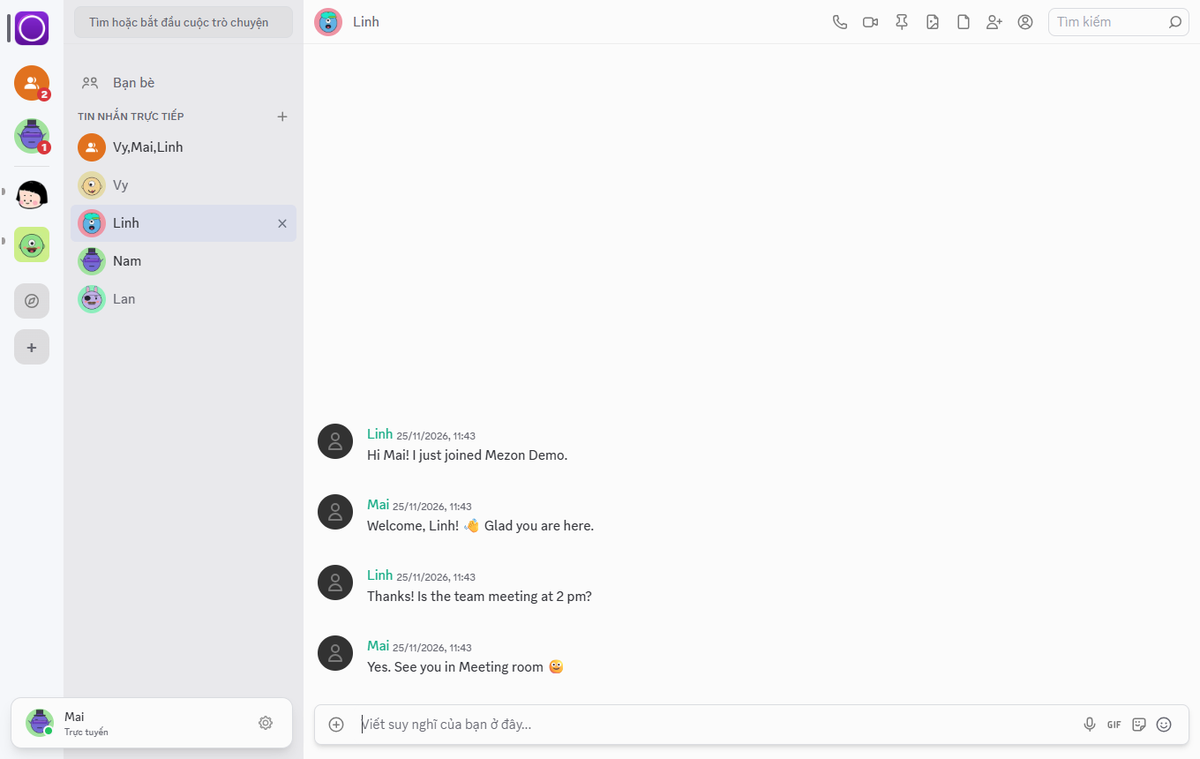 2
1
Tìm hoặc bắt đầu cuộc trò chuyện
Bạn bè
TIN NHẮN TRỰC TIẾP
Vy,Mai,Linh
Vy
Linh
Nam
Lan
Mai
Trực tuyến
Linh
Tìm kiếm
Linh 25/11/2026, 11:43
Hi Mai! I just joined Mezon Demo.
Mai 25/11/2026, 11:43
Welcome, Linh! 👋 Glad you are here.
Linh 25/11/2026, 11:43
Thanks! Is the team meeting at 2 pm?
Mai 25/11/2026, 11:43
Yes. See you in Meeting room 😜
Viết suy nghĩ của bạn ở đây...
GIF